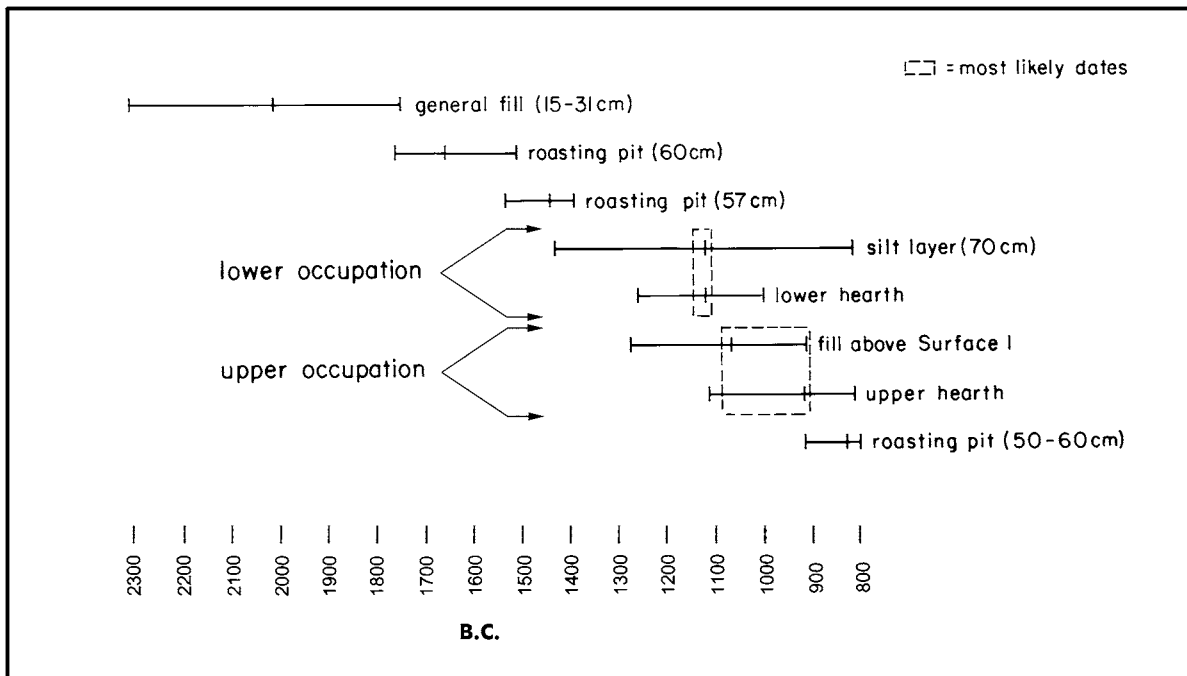 = most likely dates
general fill (15-31cm)
roasting pit (60cm)
roasting pit (57cm)
silt layer (70cm)
lower occupation
lower hearth
fill above Surface 1
upper occupation
upper hearth
roasting pit (50-60cm)
2300 2200 2100 2000 1900 1800 1700 1600 1500 1400 1300 1200 1100 1000 900 800
B.C.